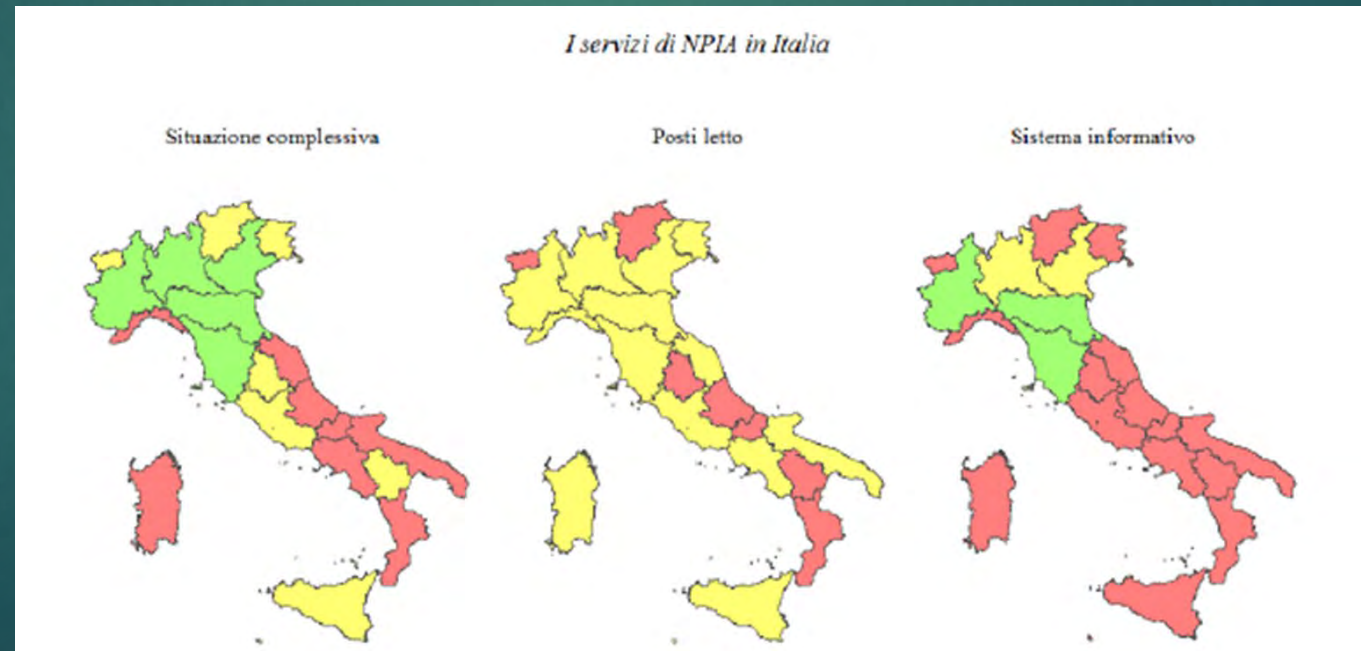 I servizi di NPIA in Italia
Situazione complessiva
Posti letto
Sistema informativo